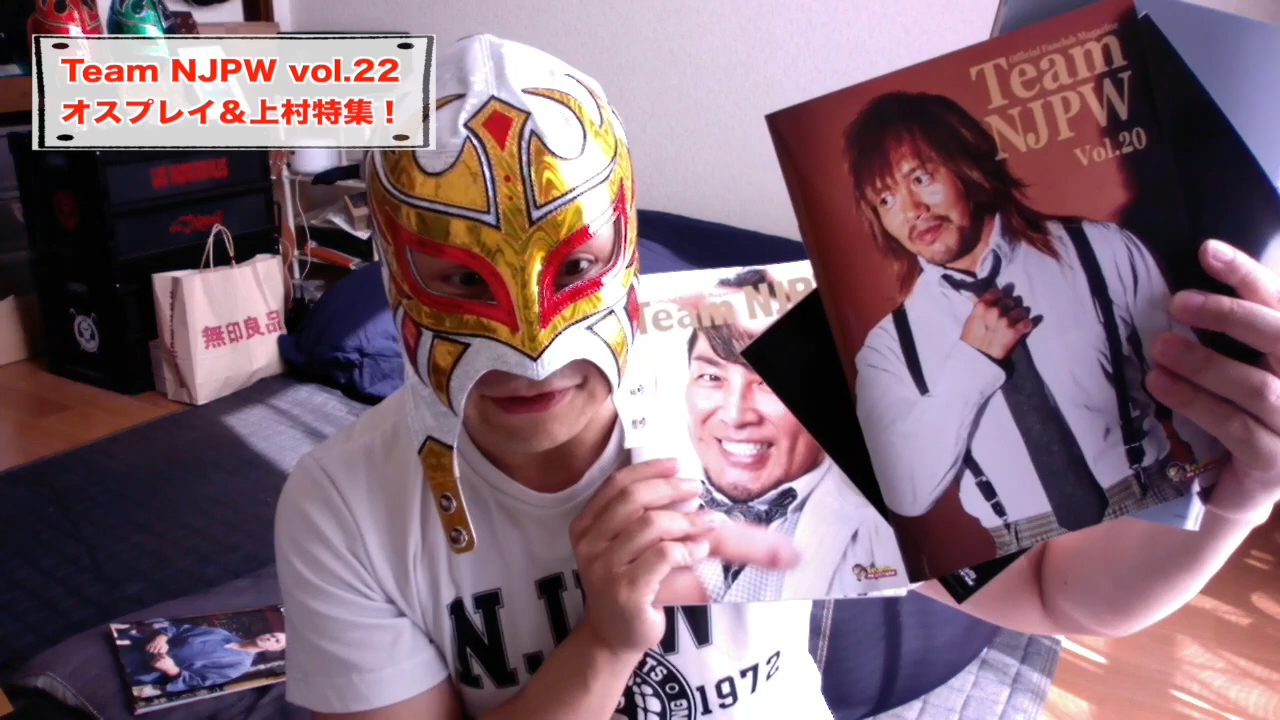 Team NJPW vol.22
オスプレイ&上村特集！
Official Fanclub Magazine
Team
NJPW
Vol.20
Team NJP
無印良品
NJPW
1972